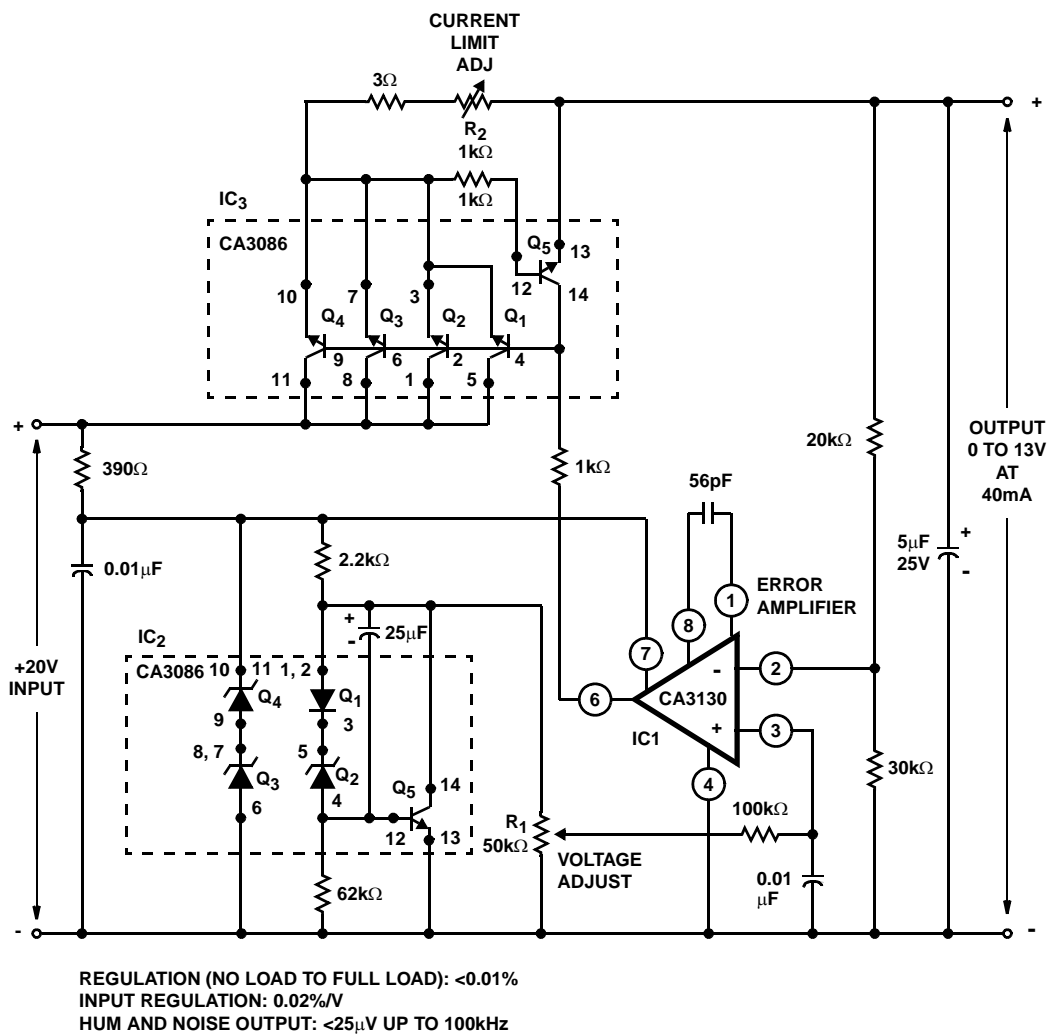 CURRENT
LIMIT
ADJ
3Ω
R2
1kΩ
1kΩ
+
IC3
CA3086
Q5
13
12
14
10
7
3
Q4
Q3
Q2
Q1
9
6
2
4
11
8
1
5
+
390Ω
1kΩ
20kΩ
OUTPUT
0 TO 13V
AT
40mA
56pF
0.01μF
2.2kΩ
5μF
25V
+
-
ERROR
AMPLIFIER
1
8
+
-
25μF
IC2
CA3086
+20V
INPUT
10
11
1, 2
Q4
Q1
9
3
8, 7
5
Q3
Q2
6
4
Q5
14
12
13
7
6
-
CA3130
+
2
3
IC1
4
30kΩ
100kΩ
R1
50kΩ
VOLTAGE
ADJUST
0.01
μF
62kΩ
-
-
REGULATION (NO LOAD TO FULL LOAD): <0.01%
INPUT REGULATION: 0.02%/V
HUM AND NOISE OUTPUT: <25μV UP TO 100kHz